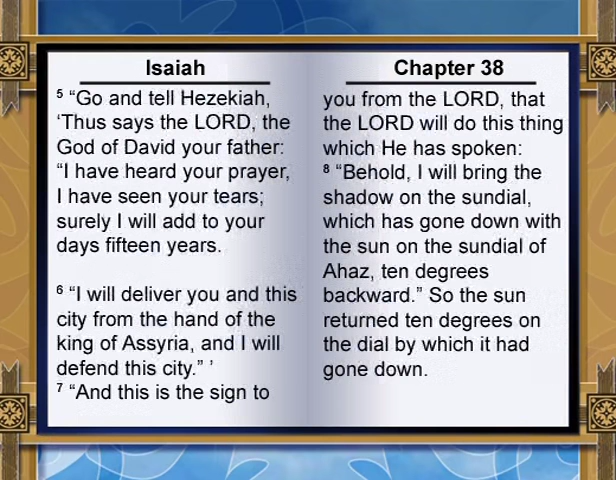 Isaiah
⁵ “Go and tell Hezekiah,
‘Thus says the LORD, the
God of David your father:
“I have heard your prayer,
I have seen your tears;
surely I will add to your
days fifteen years.
⁶ “I will deliver you and this
city from the hand of the
king of Assyria, and I will
defend this city.” ’
⁷ “And this is the sign to
Chapter 38
you from the LORD, that
the LORD will do this thing
which He has spoken:
⁸ “Behold, I will bring the
shadow on the sundial,
which has gone down with
the sun on the sundial of
Ahaz, ten degrees
backward.” So the sun
returned ten degrees on
the dial by which it had
gone down.